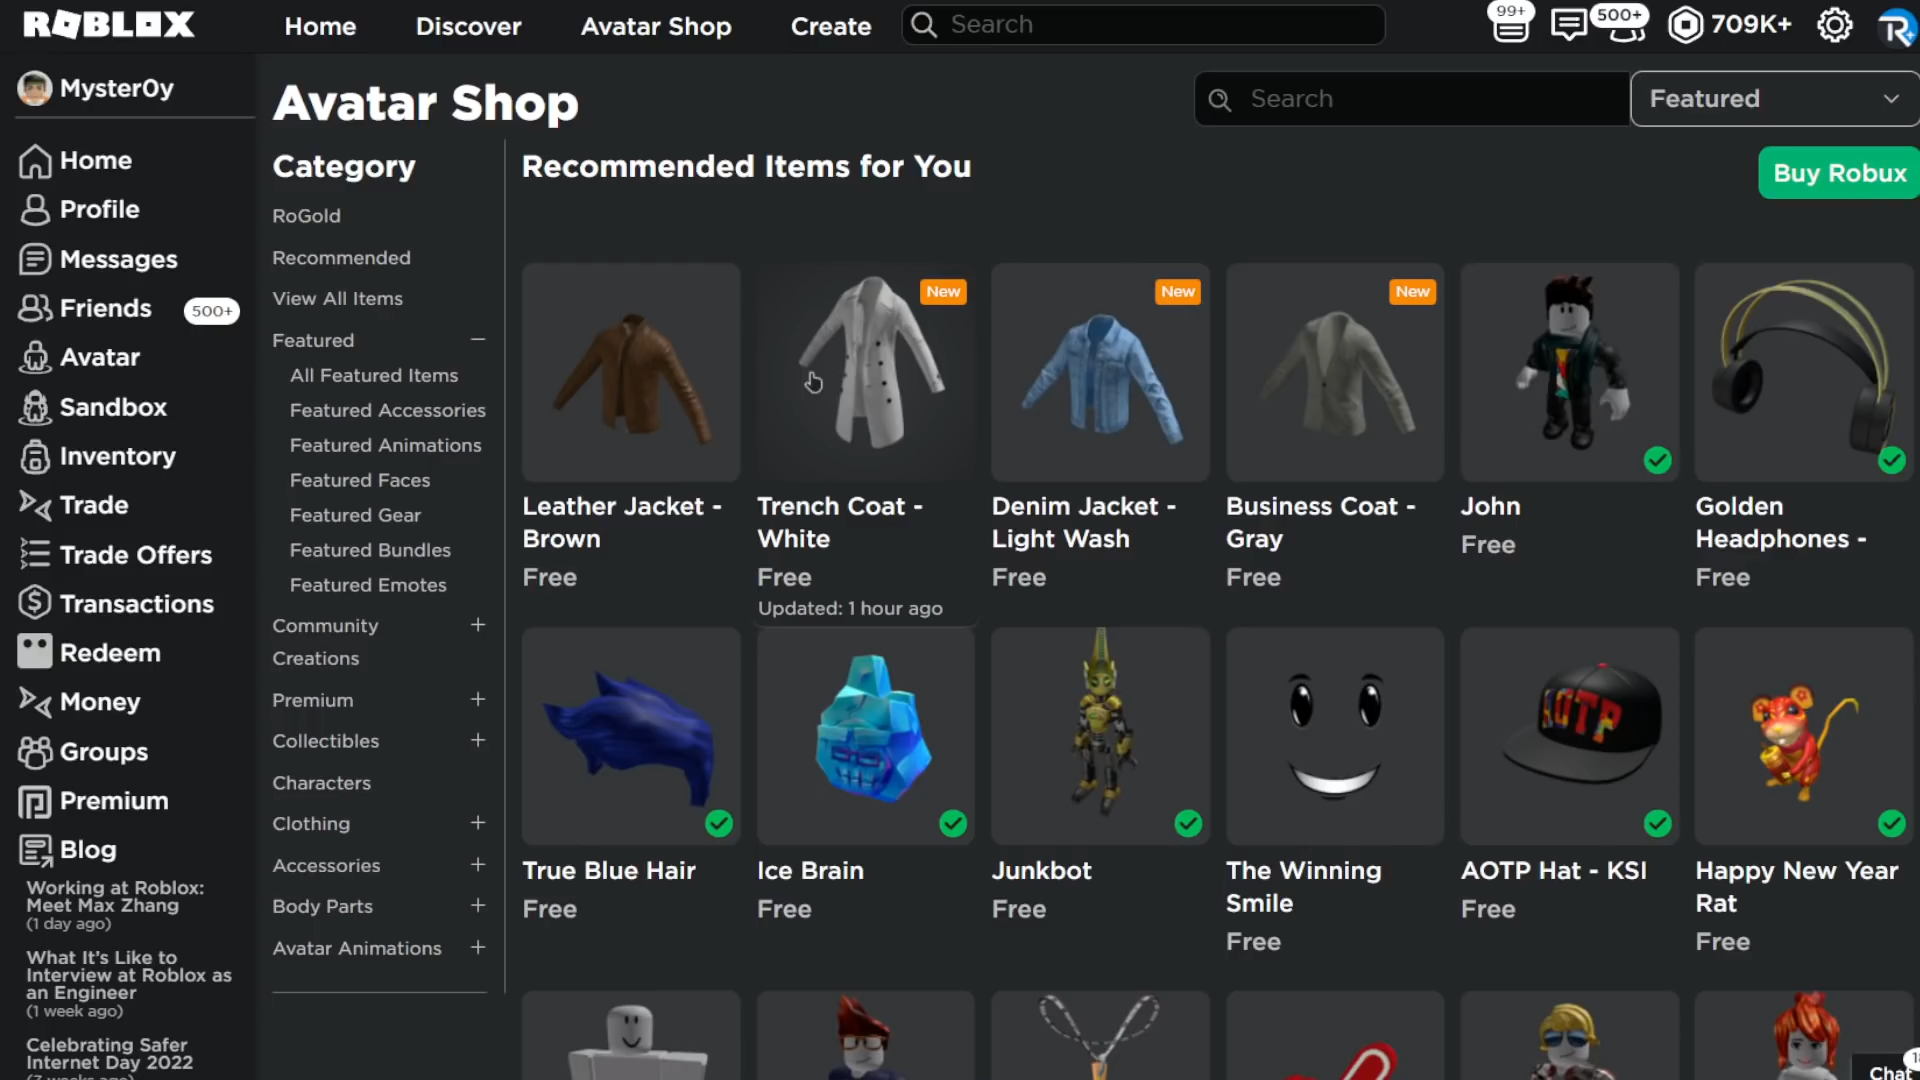 ROBLOX
Home
Discover
Avatar Shop
Create
Search
99+
500+
709K+
Myster0y
Home
Profile
Messages
Friends
500+
Avatar
Sandbox
Inventory
Trade
Trade Offers
Transactions
Redeem
Money
Groups
Premium
Blog
Working at Roblox:
Meet Max Zhang
(1 day ago)
What It's Like to
Interview at Roblox as
an Engineer
(1 week ago)
Celebrating Safer
Internet Day 2022
Avatar Shop
Search
Featured
Category
RoGold
Recommended
View All Items
Featured
All Featured Items
Featured Accessories
Featured Animations
Featured Faces
Featured Gear
Featured Bundles
Featured Emotes
Community
Creations
Premium
Collectibles
Characters
Clothing
Accessories
Body Parts
Avatar Animations
Recommended Items for You
Buy Robux
New
New
New
Leather Jacket -
Brown
Free
Trench Coat -
White
Free
Updated: 1 hour ago
Denim Jacket -
Light Wash
Free
Business Coat -
Gray
Free
John
Free
Golden
Headphones -
Free
AOTP
True Blue Hair
Free
Ice Brain
Free
Junkbot
Free
The Winning
Smile
Free
AOTP Hat - KSI
Free
Happy New Year
Rat
Free
Chat